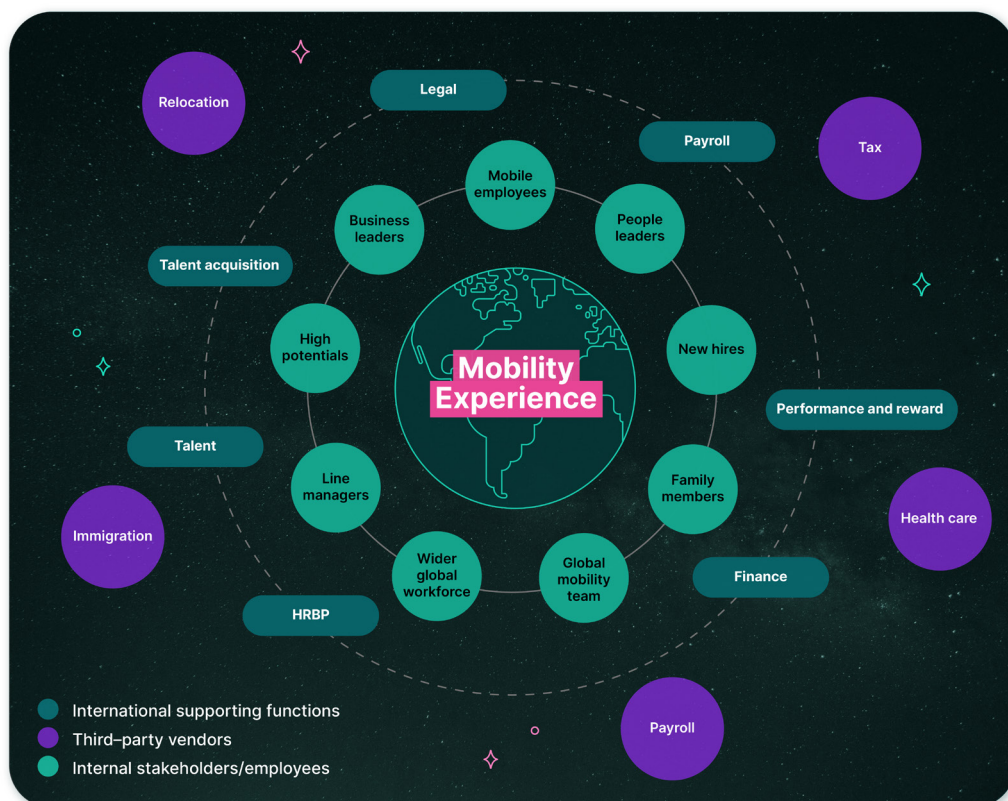 Legal
Relocation
Payroll
Tax
Mobile
employees
Business
leaders
People
leaders
Talent acquisition
High
potentials
New hires
Mobility
Experience
Performance and reward
Talent
Line
managers
Family
members
Immigration
Health care
Wider
global
workforce
Global
mobility
team
Finance
HRBP
International supporting functions
Third–party vendors
Internal stakeholders/employees
Payroll